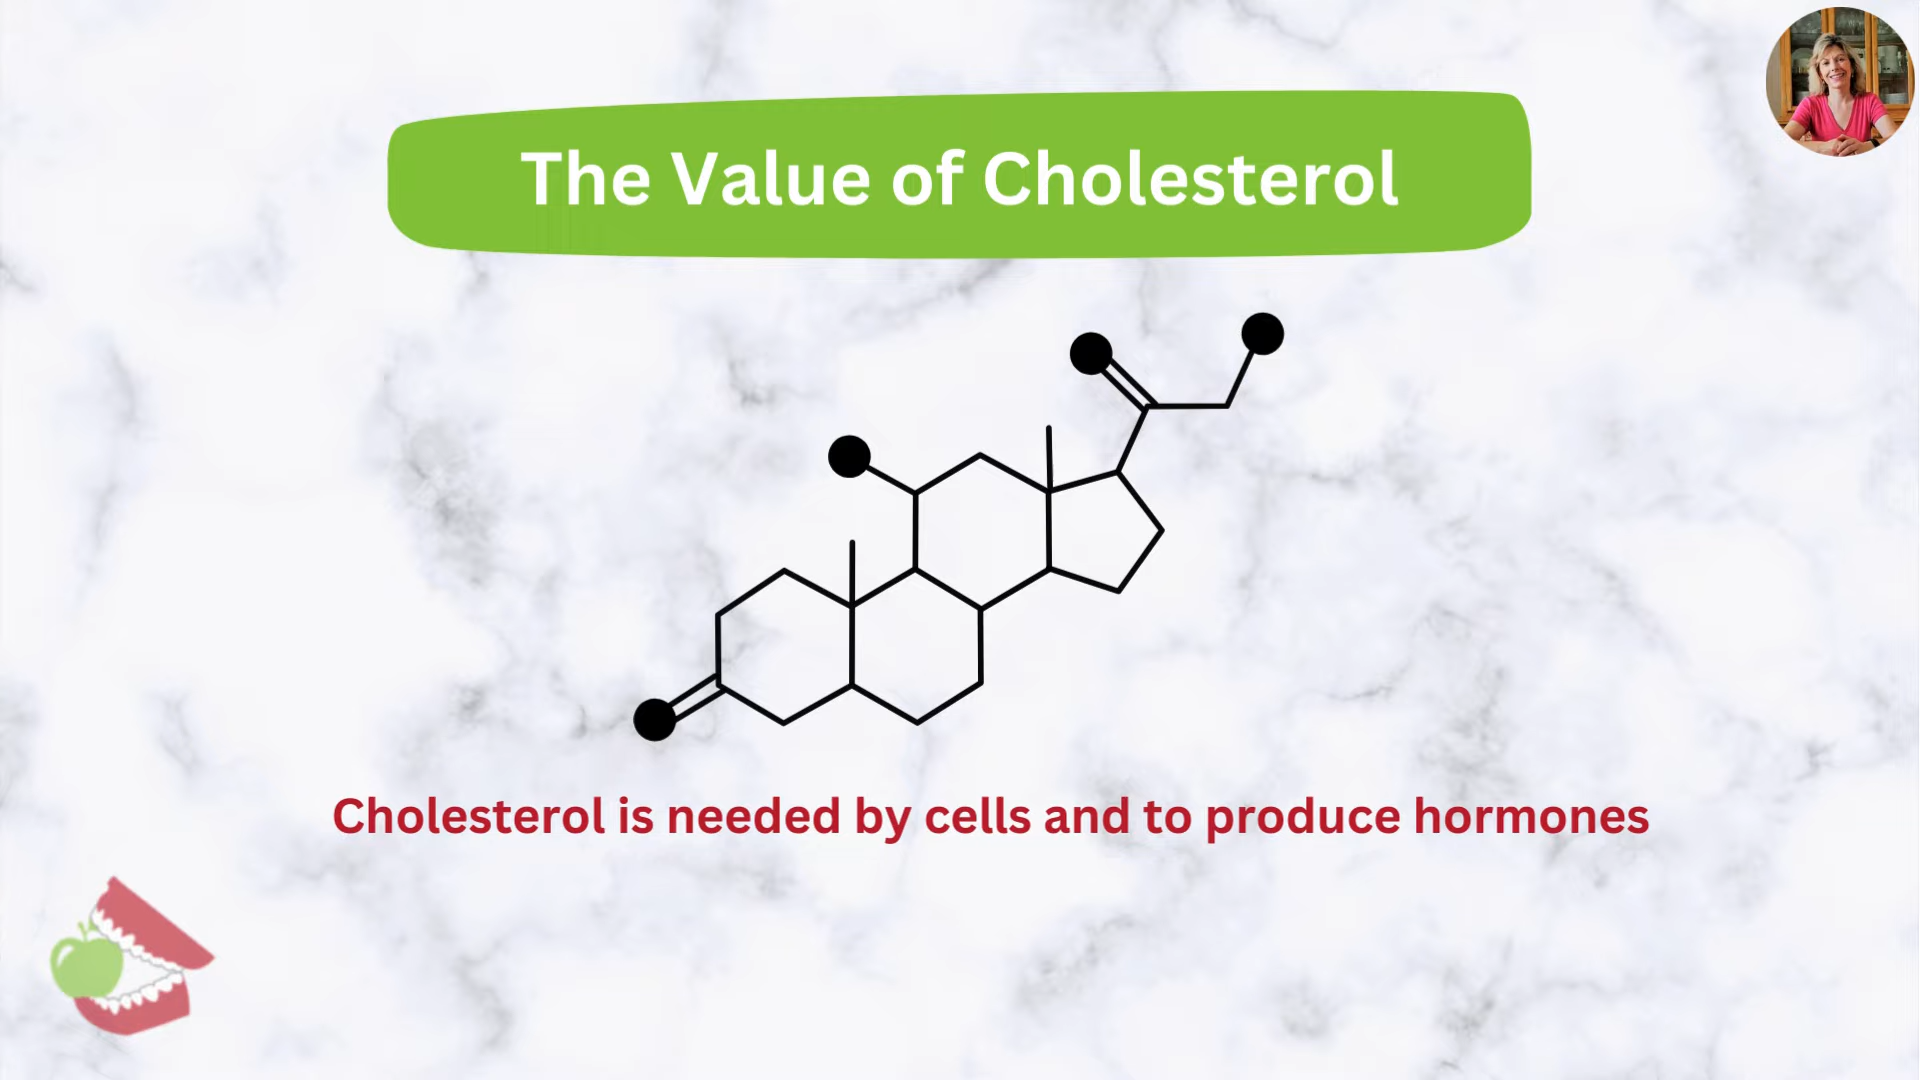 The Value of Cholesterol
Cholesterol is needed by cells and to produce hormones